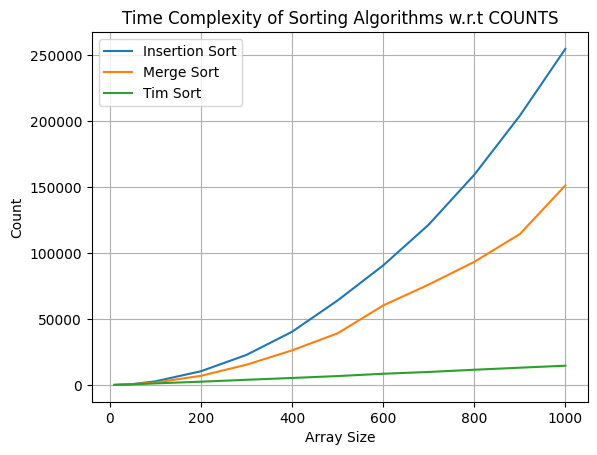 Time Complexity of Sorting Algorithms w.r.t COUNTS
Insertion Sort
Merge Sort
Tim Sort
250000
200000
150000
100000
50000
0
Count
0 200 400 600 800 1000
Array Size